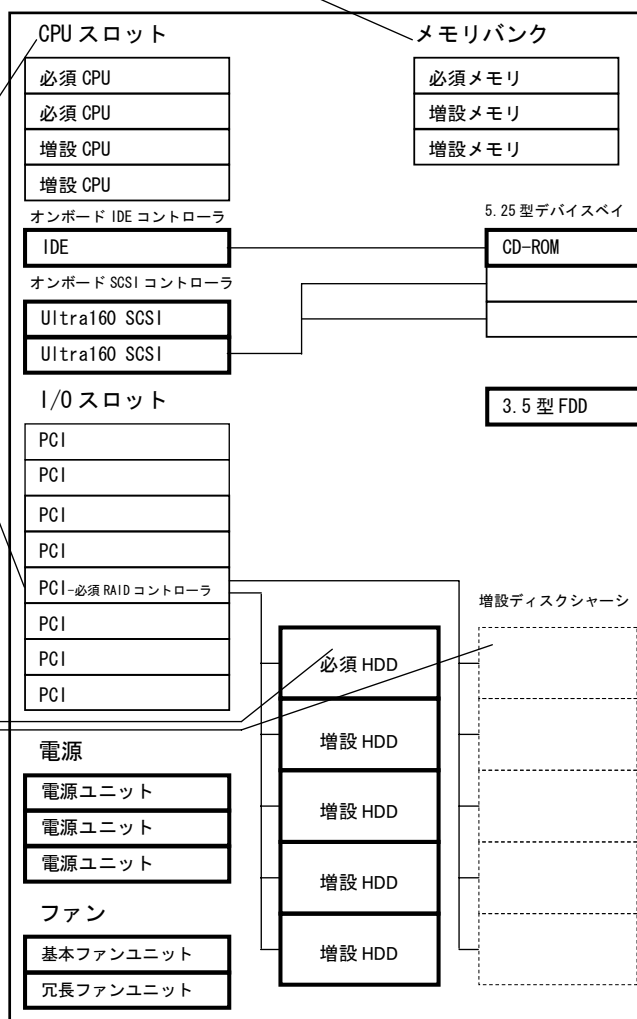 CPU スロット
必須 CPU
必須 CPU
増設 CPU
増設 CPU
メモリバンク
必須メモリ
増設メモリ
増設メモリ
オンボード IDE コントローラ
IDE
オンボード SCSI コントローラ
Ultra160 SCSI
Ultra160 SCSI
5.25 型デバイスベイ
CD-ROM
3.5 型 FDD
I/O スロット
PCI
PCI
PCI
PCI
PCI-必須 RAID コントローラ
PCI
PCI
PCI
必須 HDD
増設 HDD
増設 HDD
増設 HDD
増設 HDD
増設ディスクシャーシ
電源
電源ユニット
電源ユニット
電源ユニット
ファン
基本ファンユニット
冗長ファンユニット